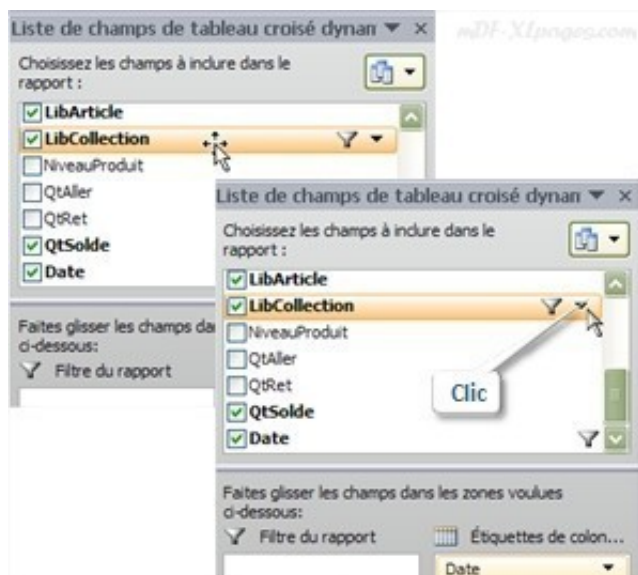 Liste de champs de tableau croisé dynan
mDF-XLpages.com
Choisissez les champs à inclure dans le
rapport :
LibArticle
LibCollection
NiveauProduit
QtAller
QtRet
QtSolde
Date
Faites glisser les champs da
ci-dessous:
Filtre du rapport
Liste de champs de tableau croisé dynan
Choisissez les champs à inclure dans le
rapport :
LibArticle
LibCollection
NiveauProduit
QtAller
QtRet
QtSolde
Date
Clic
Faites glisser les champs dans les zones voulues
ci-dessous:
Filtre du rapport
Étiquettes de colon...
Date